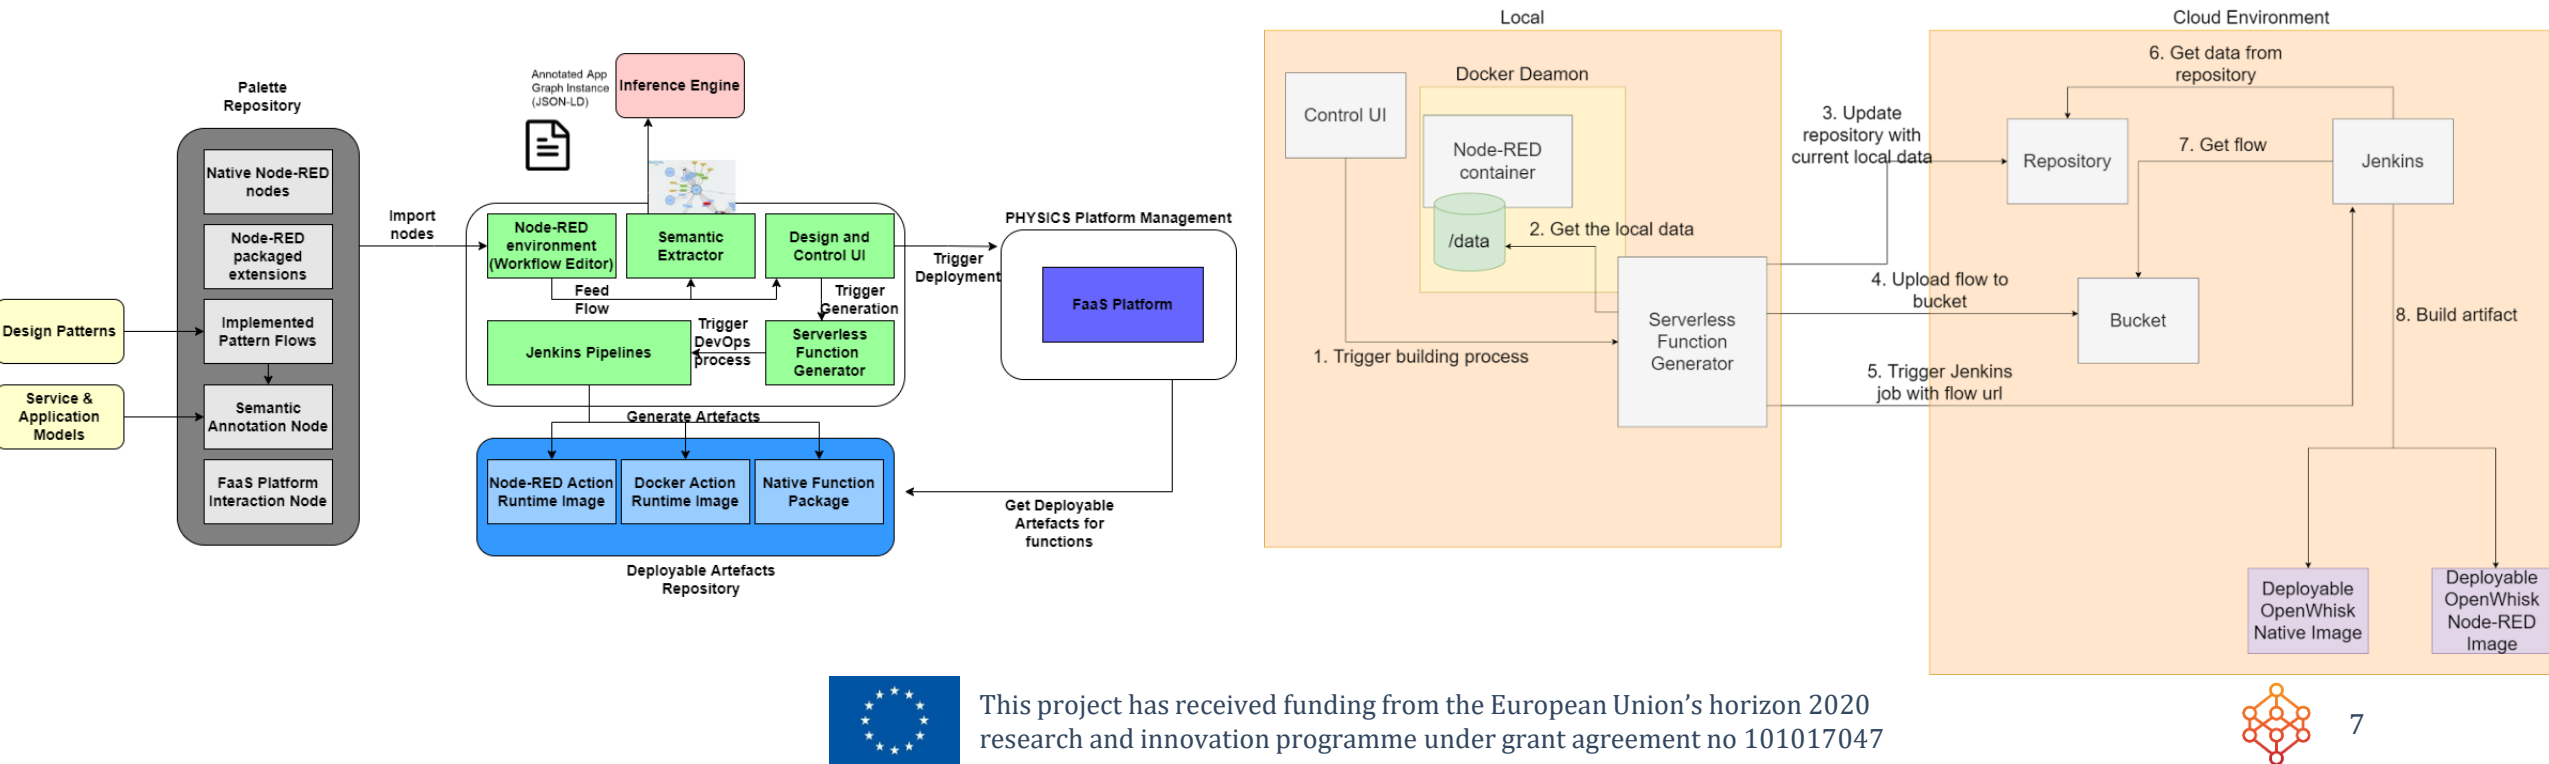 Palette
Repository
Native Node-RED
nodes
Node-RED
packaged
extensions
Implemented
Pattern Flows
Semantic
Annotation Node
FaaS Platform
Interaction Node
Design Patterns
Service &
Application
Models
Import
nodes
Annotated App
Graph Instance
(JSON-LD)
Inference Engine
Node-RED
environment
(Workflow Editor)
Semantic
Extractor
Design and
Control UI
Feed
Flow
Trigger
Generation
Jenkins Pipelines
Trigger
DevOps
process
Serverless
Function
Generator
Generate Artefacts
Node-RED Action
Runtime Image
Docker Action
Runtime Image
Native Function
Package
Deployable Artefacts
Repository
Trigger
Deployment
PHYSICS Platform Management
FaaS Platform
Get Deployable
Artefacts for
functions
Local
Control UI
Docker Deamon
Node-RED
container
/data
2. Get the local data
1. Trigger building process
Serverless
Function
Generator
3. Update
repository with
current local data
4. Upload flow to
bucket
5. Trigger Jenkins
job with flow url
Cloud Environment
6. Get data from
repository
Repository
7. Get flow
Jenkins
Bucket
8. Build artifact
Deployable
OpenWhisk
Native Image
Deployable
OpenWhisk
Node-RED
Image
This project has received funding from the European Union’s horizon 2020
research and innovation programme under grant agreement no 101017047
7